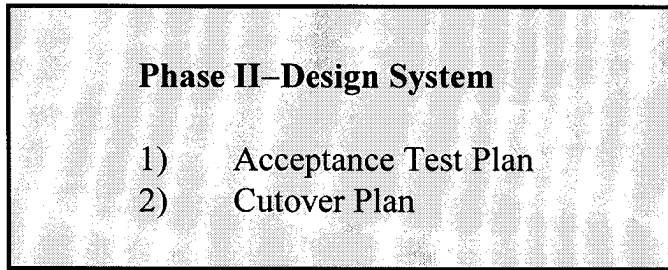 Phase II–Design System
1) Acceptance Test Plan
2) Cutover Plan